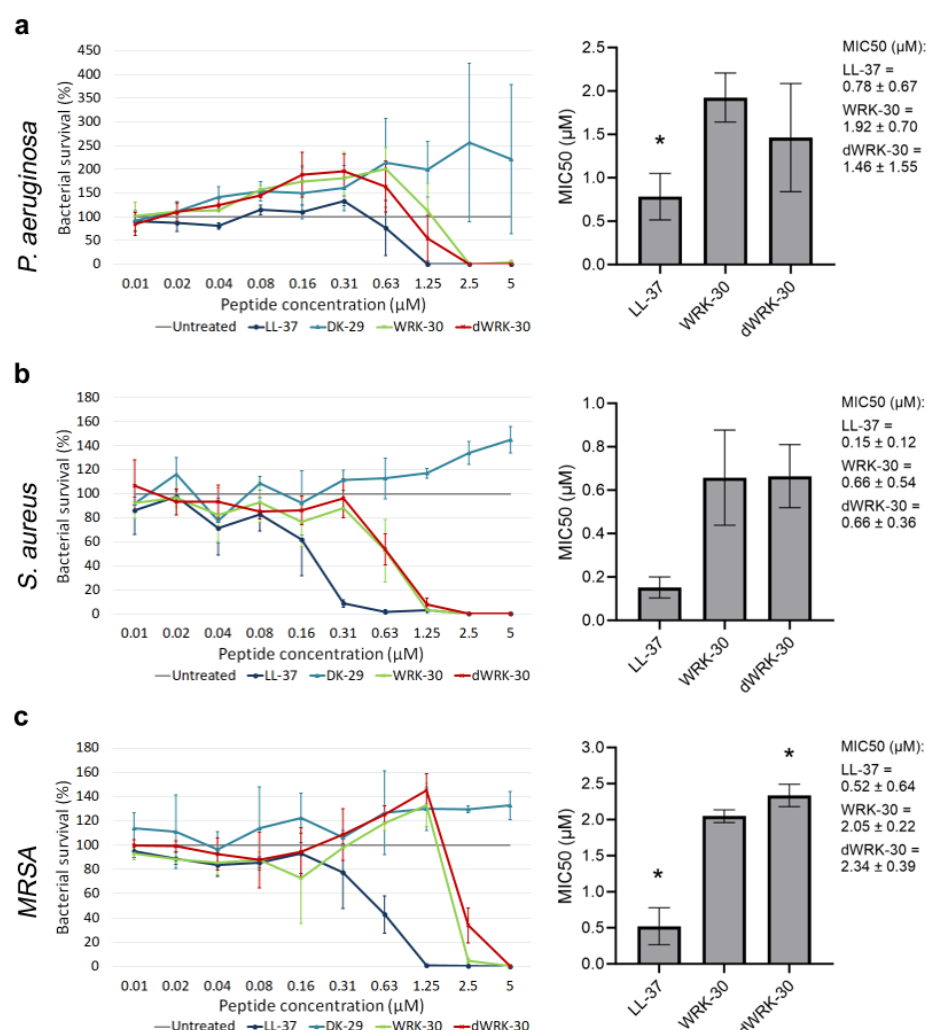 a
P. aeruginosa
Bacterial survival (%)
450
400
350
300
250
200
150
100
50
0
0.01 0.02 0.04 0.08 0.16 0.31 0.63 1.25 2.5 5
Peptide concentration (µM)
Untreated LL-37 DK-29 WRK-30 dWRK-30
MIC50 (µM)
2.5
2.0
1.5
1.0
0.5
0.0
*
LL-37 WRK-30 dWRK-30
MIC50 (µM):
LL-37 =
0.78 ± 0.67
WRK-30 =
1.92 ± 0.70
dWRK-30 =
1.46 ± 1.55
b
S. aureus
Bacterial survival (%)
180
160
140
120
100
80
60
40
20
0
0.01 0.02 0.04 0.08 0.16 0.31 0.63 1.25 2.5 5
Peptide concentration (µM)
Untreated LL-37 DK-29 WRK-30 dWRK-30
MIC50 (µM)
1.0
0.8
0.6
0.4
0.2
0.0
LL-37 WRK-30 dWRK-30
MIC50 (µM):
LL-37 =
0.15 ± 0.12
WRK-30 =
0.66 ± 0.54
dWRK-30 =
0.66 ± 0.36
c
MRSA
Bacterial survival (%)
180
160
140
120
100
80
60
40
20
0
0.01 0.02 0.04 0.08 0.16 0.31 0.63 1.25 2.5 5
Peptide concentration (µM)
Untreated LL-37 DK-29 WRK-30 dWRK-30
MIC50 (µM)
3.0
2.5
2.0
1.5
1.0
0.5
0.0
* *
LL-37 WRK-30 dWRK-30
MIC50 (µM):
LL-37 =
0.52 ± 0.64
WRK-30 =
2.05 ± 0.22
dWRK-30 =
2.34 ± 0.39